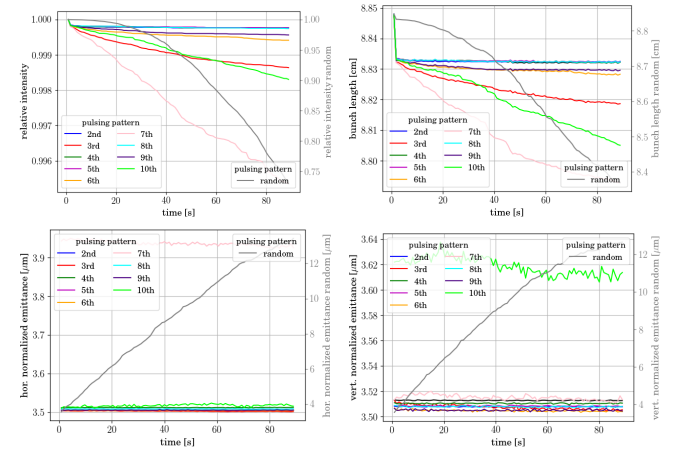 1.000
0.999
0.998
0.997
0.996
relative intensity
0 20 40 60 80
time [s]
1.00
0.95
0.90
0.85
0.80
0.75
relative intensity random
pulsing pattern
2nd 7th
3rd 8th
4th 9th
5th 10th
6th
pulsing pattern
random
8.85
8.84
8.83
8.82
8.81
8.80
bunch length [cm]
0 20 40 60 80
time [s]
8.8
8.7
8.6
8.5
8.4
bunch length random [cm]
pulsing pattern
2nd 7th
3rd 8th
4th 9th
5th 10th
6th
pulsing pattern
random
3.9
3.8
3.7
3.6
3.5
hor. normalized emittance [μm]
0 20 40 60 80
time [s]
12
10
8
6
4
hor. normalized emittance random [μm]
pulsing pattern
2nd 7th
3rd 8th
4th 9th
5th 10th
6th
pulsing pattern
random
3.64
3.62
3.60
3.58
3.56
3.54
3.52
3.50
vert. normalized emittance [μm]
0 20 40 60 80
time [s]
12
11
10
8
6
4
vert. normalized emittance random [μm]
pulsing pattern
2nd 7th
3rd 8th
4th 9th
5th 10th
6th
pulsing pattern
random